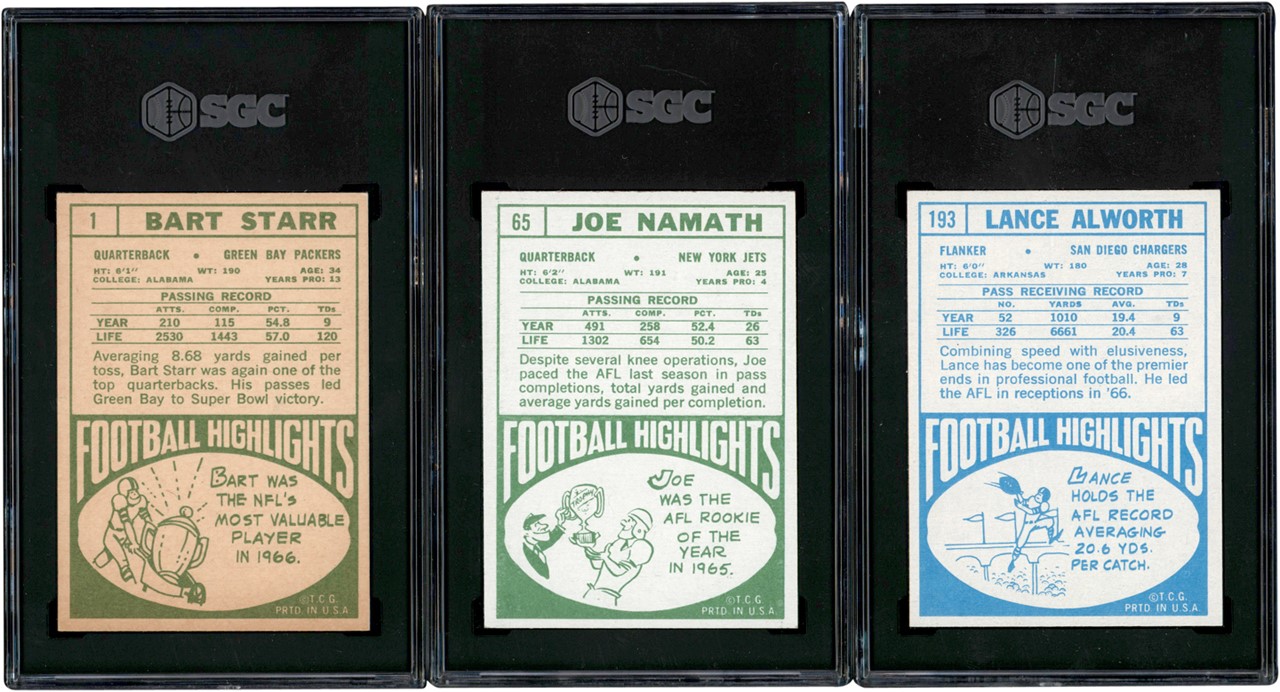 SGC
1 BART STARR
QUARTERBACK • GREEN BAY PACKERS
HT: 6'1" WT: 190 AGE: 34
COLLEGE: ALABAMA YEARS PRO: 13
PASSING RECORD
ATTS. COMP. PCT. TDs
YEAR 210 115 54.8 9
LIFE 2530 1443 57.0 120
Averaging 8.68 yards gained per
toss, Bart Starr was again one of the
top quarterbacks. His passes led
Green Bay to Super Bowl victory.
FOOTBALL HIGHLIGHTS
BART WAS
THE NFL'S
MOST VALUABLE
PLAYER
IN 1966.
©T.C.G.
PRTD. IN U.S.A.
SGC
65 JOE NAMATH
QUARTERBACK • NEW YORK JETS
HT: 6'2" WT: 191 AGE: 25
COLLEGE: ALABAMA YEARS PRO: 4
PASSING RECORD
ATTS. COMP. PCT. TDs
YEAR 491 258 52.4 26
LIFE 1302 654 50.2 63
Despite several knee operations, Joe
paced the AFL last season in pass
completions, total yards gained and
average yards gained per completion.
FOOTBALL HIGHLIGHTS
TROPHY
JOE
WAS THE
AFL ROOKIE
OF THE
YEAR
IN 1965.
©T.C.G.
PRTD. IN U.S.A.
SGC
193 LANCE ALWORTH
FLANKER • SAN DIEGO CHARGERS
HT: 6'0" WT: 180 AGE: 28
COLLEGE: ARKANSAS YEARS PRO: 7
PASS RECEIVING RECORD
NO. YARDS AVG. TDs
YEAR 52 1010 19.4 9
LIFE 326 6661 20.4 63
Combining speed with elusiveness,
Lance has become one of the premier
ends in professional football. He led
the AFL in receptions in '66.
FOOTBALL HIGHLIGHTS
LANCE
HOLDS THE
AFL RECORD
AVERAGING
20.6 YDS.
PER CATCH.
©T.C.G.
PRTD. IN U.S.A.